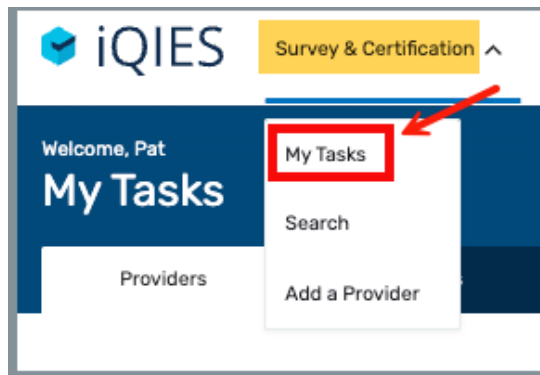 iQIES
Survey & Certification
Welcome, Pat
My Tasks
My Tasks
Search
Add a Provider
Providers
s